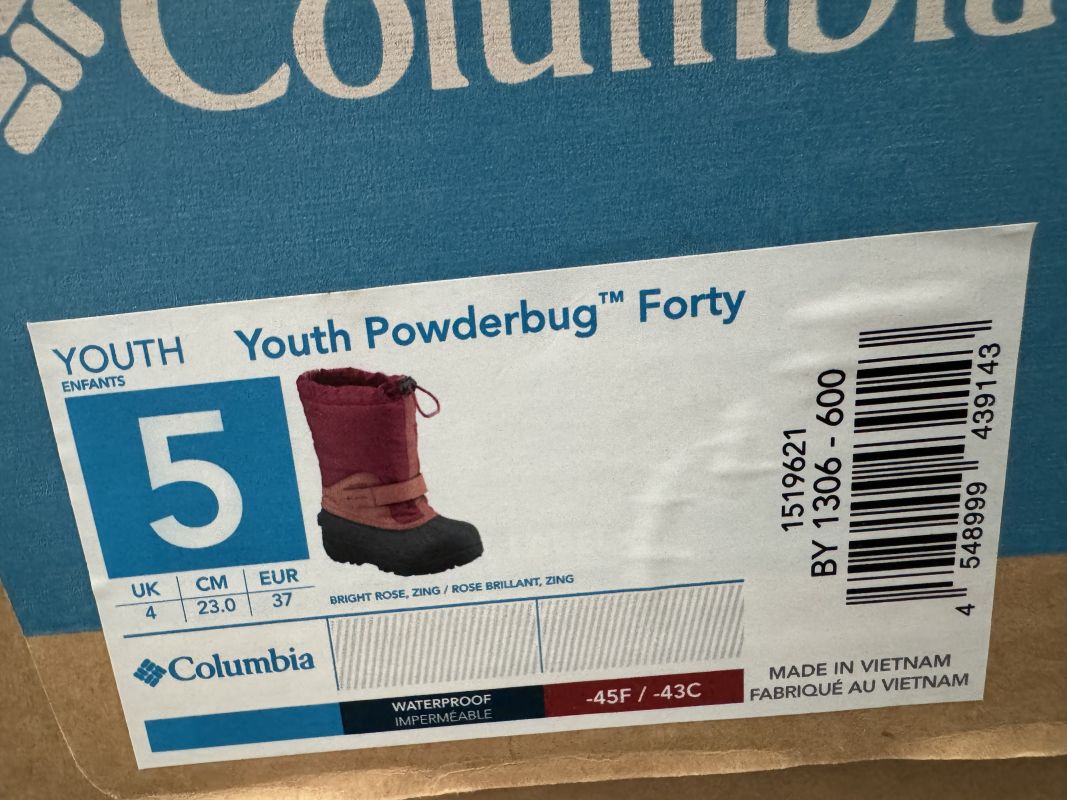 Columbia
YOUTH
ENFANTS
Youth Powderbug™ Forty
5
UK CM EUR
4 23.0 37
BRIGHT ROSE, ZING / ROSE BRILLANT, ZING
Columbia
WATERPROOF
IMPERMÉABLE
-45F / -43C
1519621
BY 1306 - 600
4 548999 439143
MADE IN VIETNAM
FABRIQUÉ AU VIETNAM